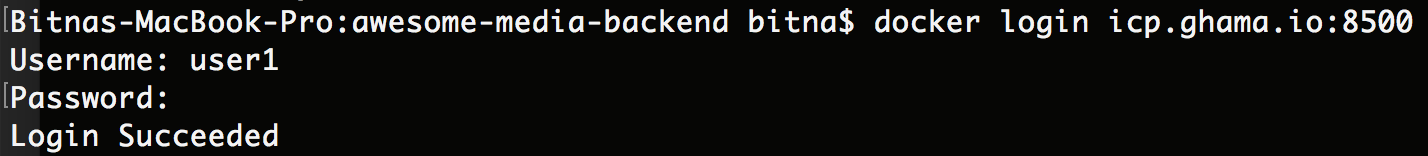 [Bitnas-MacBook-Pro:awesome-media-backend bitna$ docker login icp.ghama.io:8500
Username: user1
[Password:
Login Succeeded